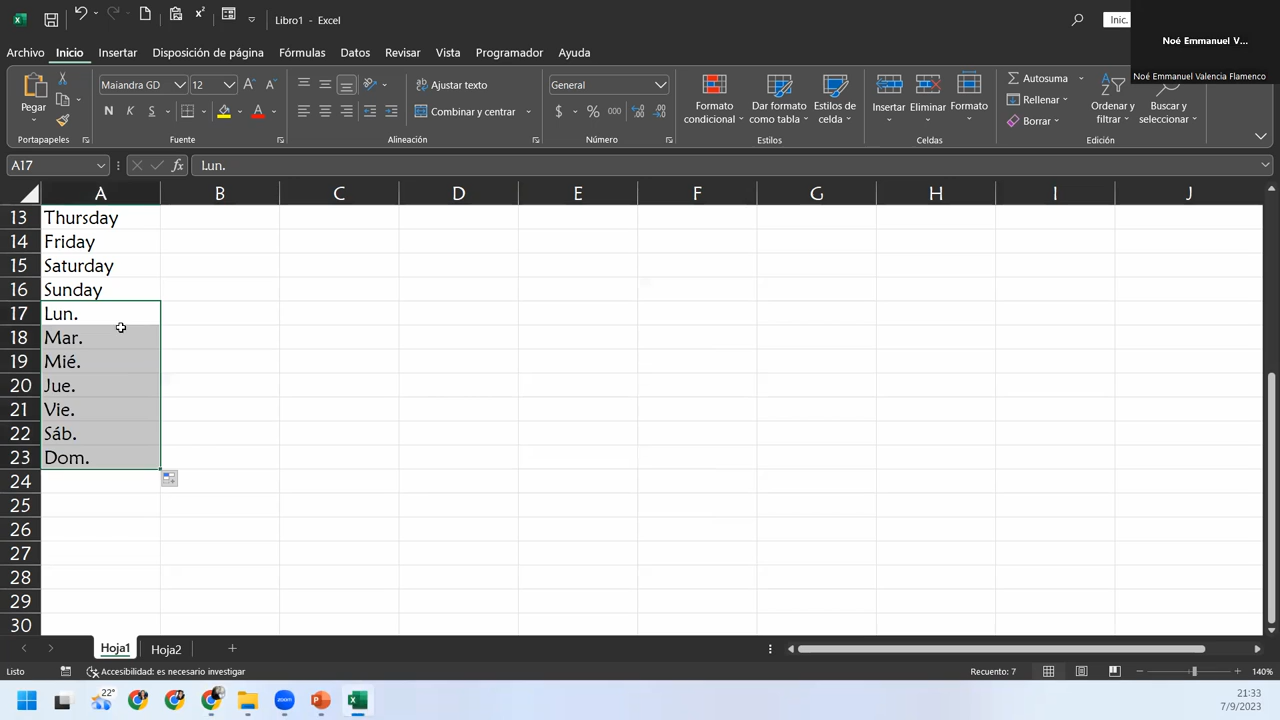 Libro1 - Excel
Inic.
Noé Emmanuel V...
Noé Emmanuel Valencia Flamenco
Archivo Inicio Insertar Disposición de página Fórmulas Datos Revisar Vista Programador Ayuda
Pegar
Portapapeles
Maiandra GD 12
N K S
Fuente
Ajustar texto
Combinar y centrar
Alineación
General
$ % 000
Número
Formato condicional
Dar formato como tabla
Estilos de celda
Estilos
Insertar Eliminar Formato
Celdas
Autosuma
Rellenar
Borrar
Ordenar y filtrar
Buscar y seleccionar
Edición
A17 fx Lun.
A B C D E F G H I J
13 Thursday
14 Friday
15 Saturday
16 Sunday
17 Lun.
18 Mar.
19 Mié.
20 Jue.
21 Vie.
22 Sáb.
23 Dom.
24
25
26
27
28
29
30
Hoja1 Hoja2
Listo Accesibilidad: es necesario investigar Recuento: 7 140%
22° zoom 21:33
7/9/2023